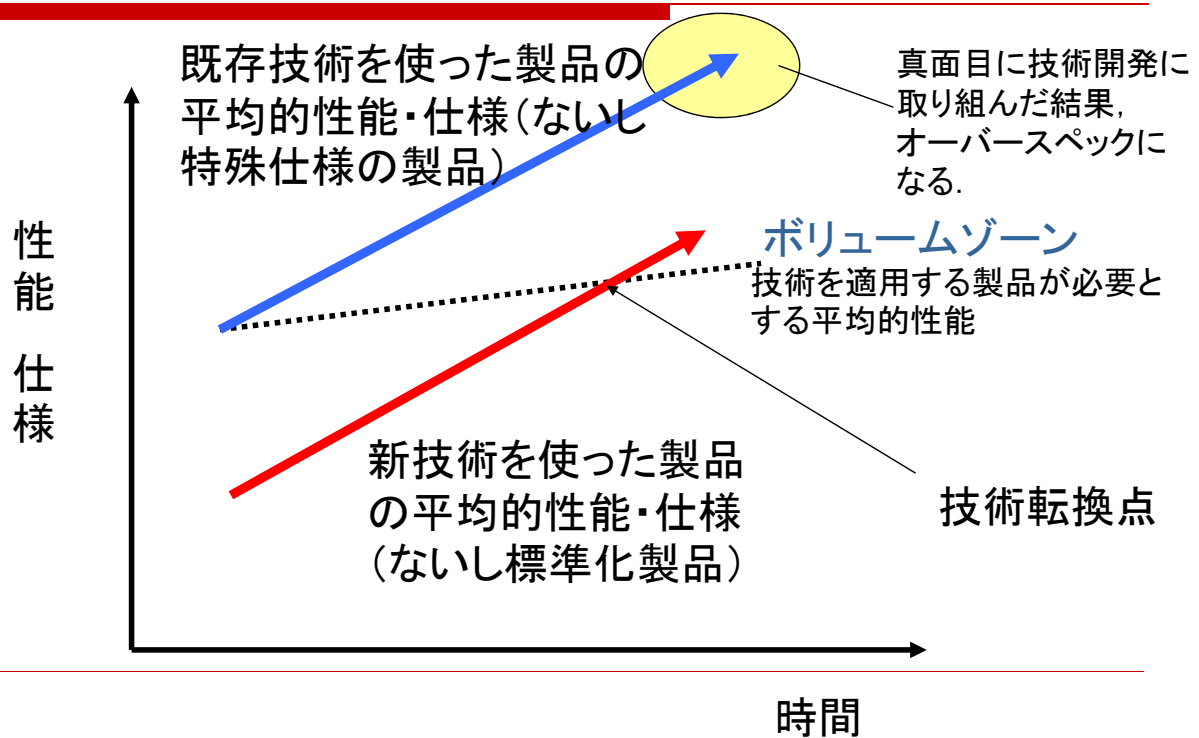 既存技術を使った製品の
平均的性能・仕様(ないし
特殊仕様の製品)
真面目に技術開発に
取り組んだ結果,
オーバースペックに
なる.
性能 仕様
ボリュームゾーン
技術を適用する製品が必要と
する平均的性能
新技術を使った製品
の平均的性能・仕様
(ないし標準化製品)
技術転換点
時間